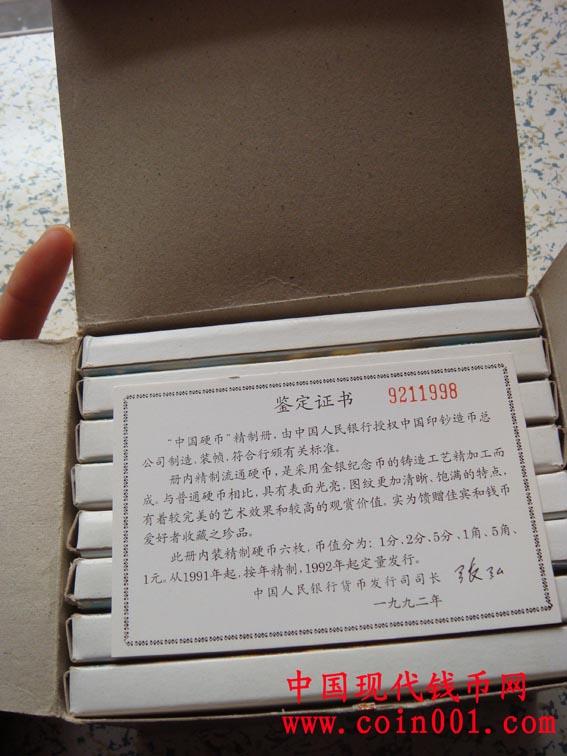 鉴定证书
9211998
“中国硬币”精制册,由中国人民银行授权中国印钞造币总
公司制造、装帧,符合行颁有关标准。
册内精制流通硬币,是采用金银纪念币的铸造工艺精加工而
成。与普通硬币相比,具有表面光亮,图纹更加清晰、饱满的特点,
有着较完美的艺术效果和较高的观赏价值。实为馈赠佳宾和钱币
爱好者收藏之珍品。
此册内装精制硬币六枚,币值分为:1分、2分、5分、1角、5角、
1元。从1991年起,按年精制,1992年起定量发行。
中国人民银行货币发行司司长 张弘
一九九二年
中国现代钱币网
www.coin001.com